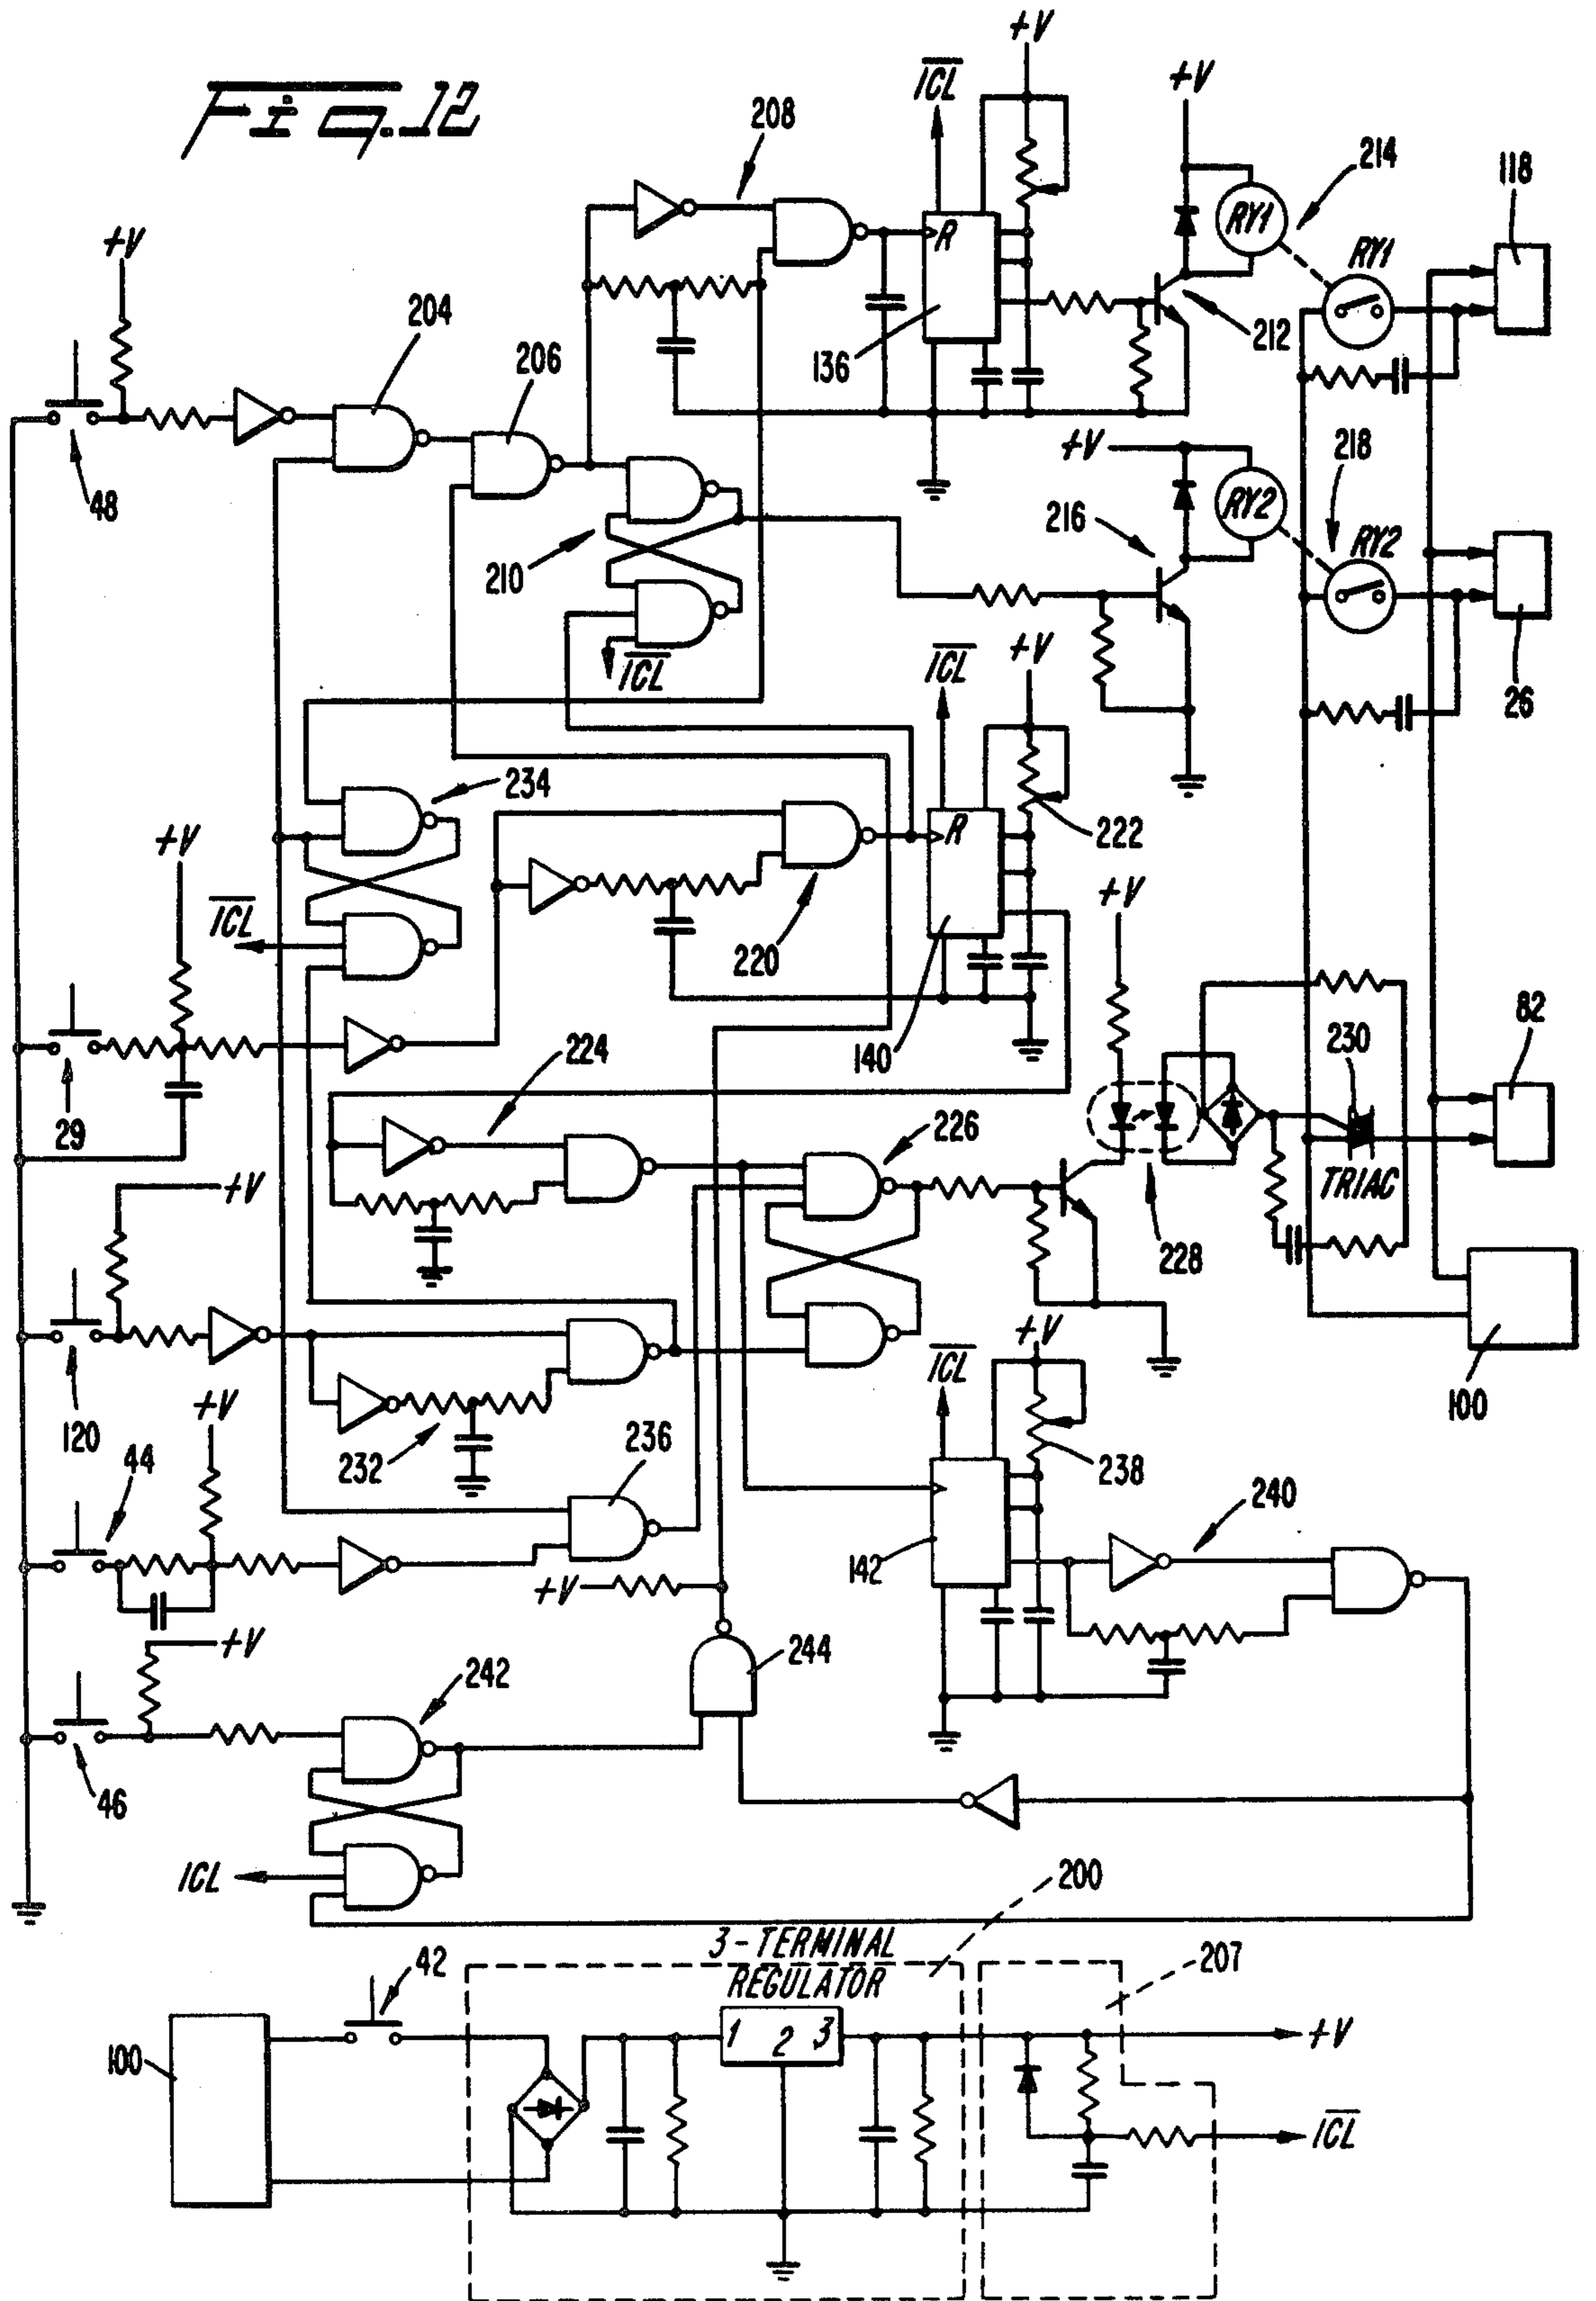 Fig. 12
+V
ICL
+V
208
214
118
+V
R
RY1
RY1
204
206
136
212
48
+V
218
RY2
216
RY2
210
ICL
ICL
+V
26
234
+V
R
222
ICL
220
+V
140
230
82
29
224
226
+V
TRIAC
228
120
+V
232
236
ICL
+V
100
44
238
240
142
+V
+V
242
244
46
ICL
200
3-TERMINAL
REGULATOR
207
42
100
1 2 3
+V
ICL